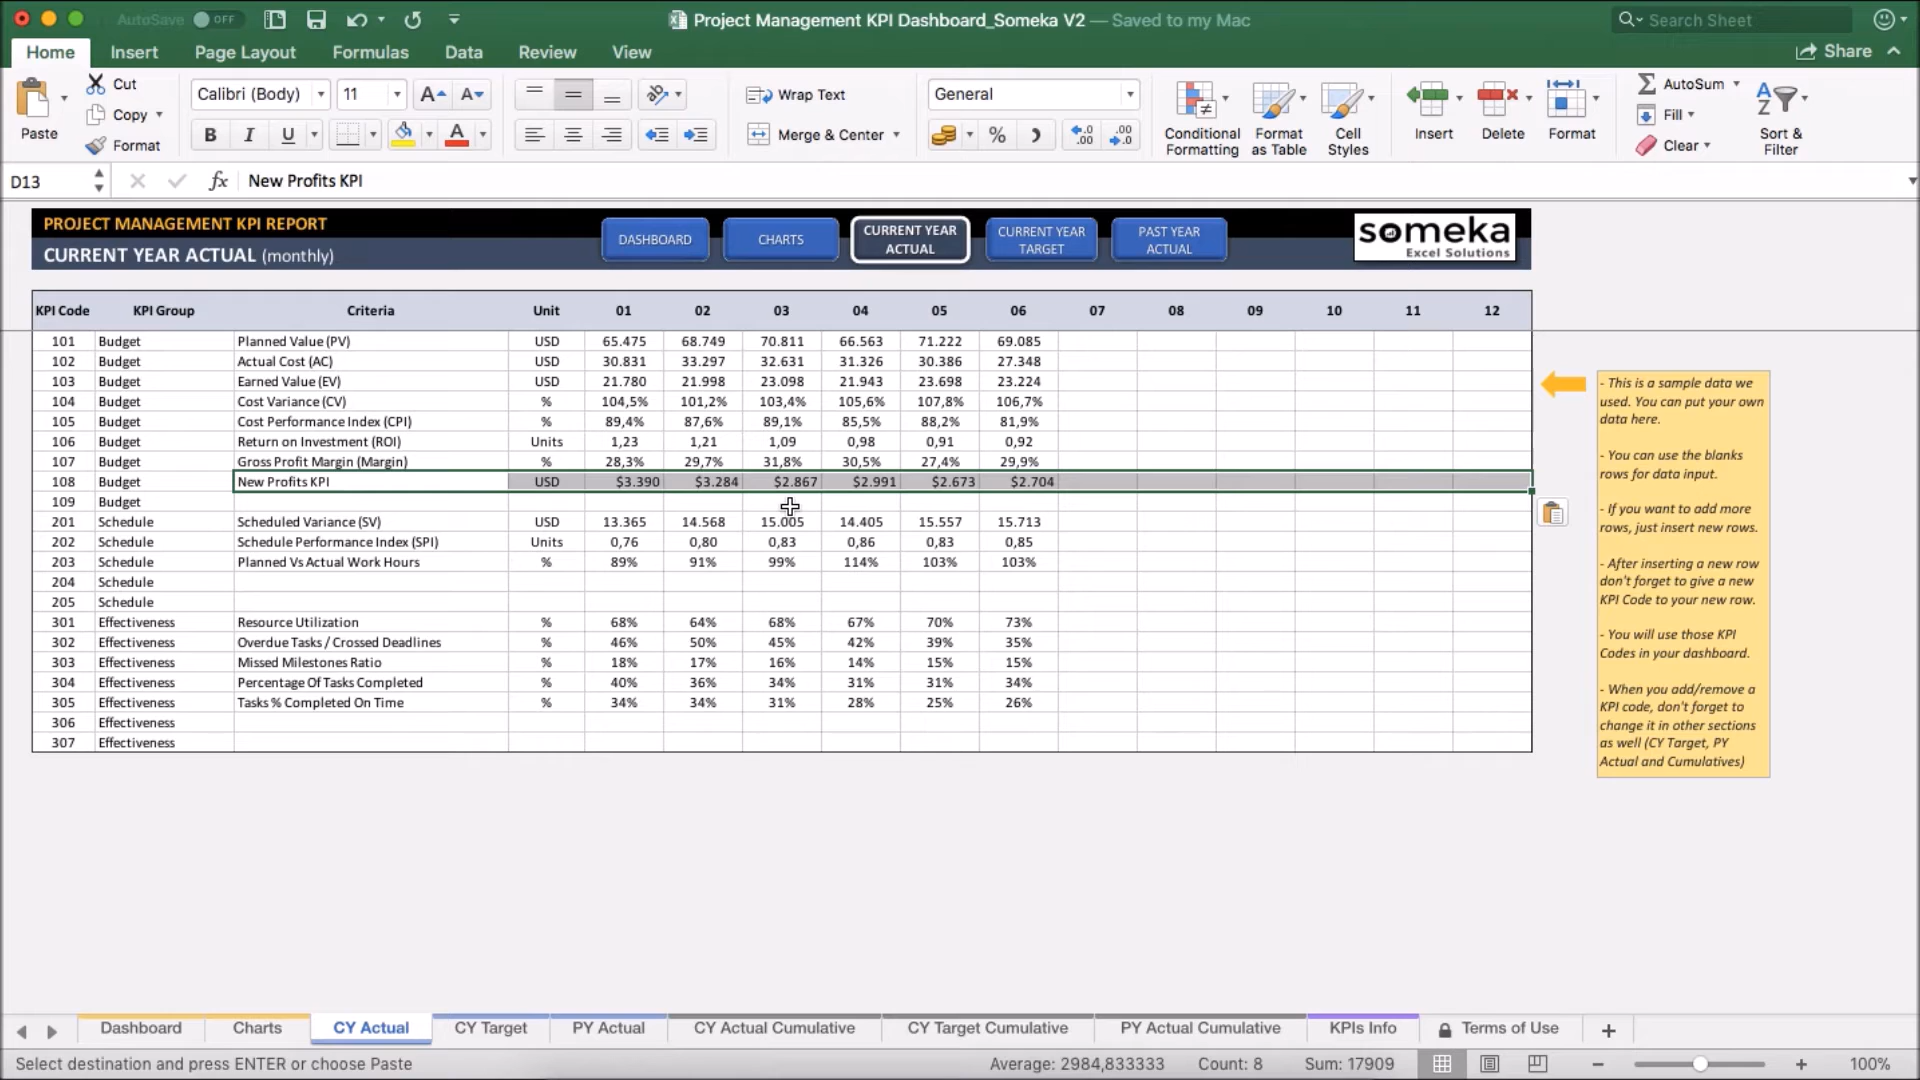 AutoSave OFF Project Management KPI Dashboard_Someka V2 — Saved to my Mac Search Sheet
Home Insert Page Layout Formulas Data Review View Share
Paste Cut Copy Format
Calibri (Body) 11 A A
B I U A
Wrap Text
Merge & Center
General
% .0 .00 .00 .0
Conditional Formatting
Format as Table
Cell Styles
Insert Delete Format
AutoSum
Fill
Clear
Sort & Filter
D13 fx New Profits KPI
PROJECT MANAGEMENT KPI REPORT
CURRENT YEAR ACTUAL (monthly)
DASHBOARD CHARTS CURRENT YEAR ACTUAL CURRENT YEAR TARGET PAST YEAR ACTUAL
someka
Excel Solutions
KPI Code KPI Group Criteria Unit 01 02 03 04 05 06 07 08 09 10 11 12
101 Budget Planned Value (PV) USD 65.475 68.749 70.811 66.563 71.222 69.085
102 Budget Actual Cost (AC) USD 30.831 33.297 32.631 31.326 30.386 27.348
103 Budget Earned Value (EV) USD 21.780 21.998 23.098 21.943 23.698 23.224
104 Budget Cost Variance (CV) % 104,5% 101,2% 103,4% 105,6% 107,8% 106,7%
105 Budget Cost Performance Index (CPI) % 89,4% 87,6% 89,1% 85,5% 88,2% 81,9%
106 Budget Return on Investment (ROI) Units 1,23 1,21 1,09 0,98 0,91 0,92
107 Budget Gross Profit Margin (Margin) % 28,3% 29,7% 31,8% 30,5% 27,4% 29,9%
108 Budget New Profits KPI USD $3.390 $3.284 $2.867 $2.991 $2.673 $2.704
109 Budget
201 Schedule Scheduled Variance (SV) USD 13.365 14.568 15.005 14.405 15.557 15.713
202 Schedule Schedule Performance Index (SPI) Units 0,76 0,80 0,83 0,86 0,83 0,85
203 Schedule Planned Vs Actual Work Hours % 89% 91% 99% 114% 103% 103%
204 Schedule
205 Schedule
301 Effectiveness Resource Utilization % 68% 64% 68% 67% 70% 73%
302 Effectiveness Overdue Tasks / Crossed Deadlines % 46% 50% 45% 42% 39% 35%
303 Effectiveness Missed Milestones Ratio % 18% 17% 16% 14% 15% 15%
304 Effectiveness Percentage Of Tasks Completed % 40% 36% 34% 31% 31% 34%
305 Effectiveness Tasks % Completed On Time % 34% 34% 31% 28% 25% 26%
306 Effectiveness
307 Effectiveness
- This is a sample data we
used. You can put your own
data here.
- You can use the blanks
rows for data input.
- If you want to add more
rows, just insert new rows.
- After inserting a new row
don't forget to give a new
KPI Code to your new row.
- You will use those KPI
Codes in your dashboard.
- When you add/remove a
KPI code, don't forget to
change it in other sections
as well (CY Target, PY
Actual and Cumulatives)
Dashboard Charts CY Actual CY Target PY Actual CY Actual Cumulative CY Target Cumulative PY Actual Cumulative KPIs Info Terms of Use +
Select destination and press ENTER or choose Paste Average: 2984,833333 Count: 8 Sum: 17909 100%